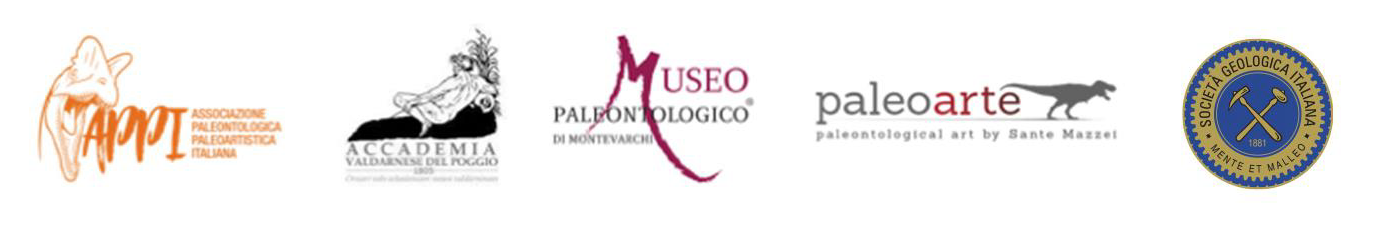 APPI
ASSOCIAZIONE
PALEONTOLOGICA
PALEOARTISTICA
ITALIANA
ACCADEMIA
VALDARNESE DEL POGGIO
1805
MUSEO
PALEONTOLOGICO®
DI MONTEVARCHI
paleoarte
paleontological art by Sante Mazzei
SOCIETÀ GEOLOGICA ITALIANA
1881
MENTE ET MALLEO